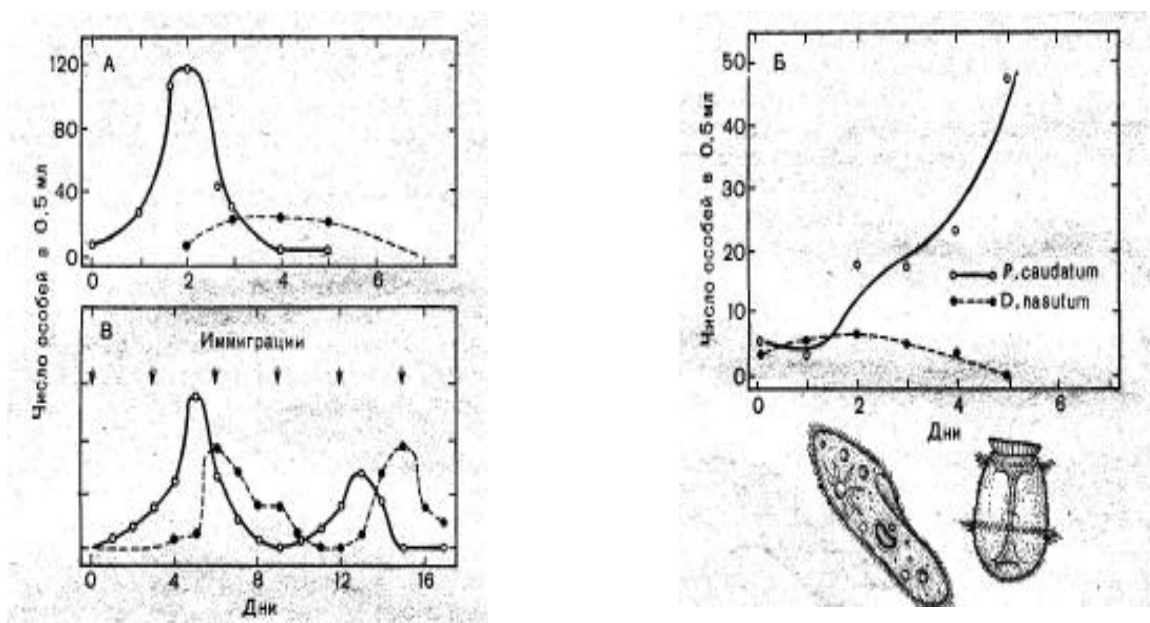 Число особей в 0,5 мл
А
120
80
40
0
0 2 4 6
В
Иммиграции
0 4 8 12 16
Дни
Число особей в 0,5 мл
Б
50
40
30
20
10
0
P. caudatum
D. nasutum
0 2 4 6
Дни